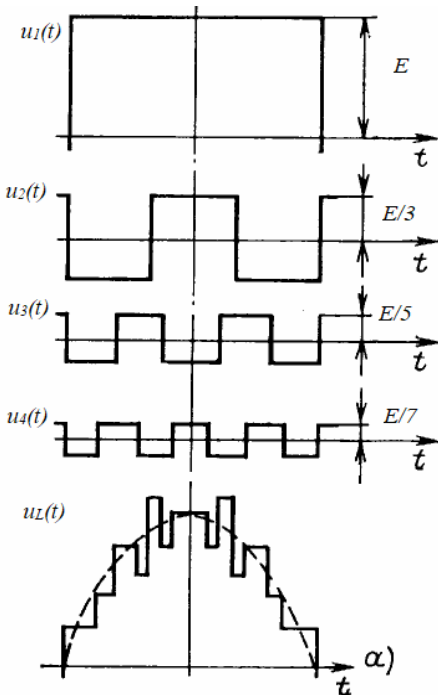 u1(t)
E
t
u2(t)
E/3
t
u3(t)
E/5
t
u4(t)
E/7
t
uL(t)
t
a)